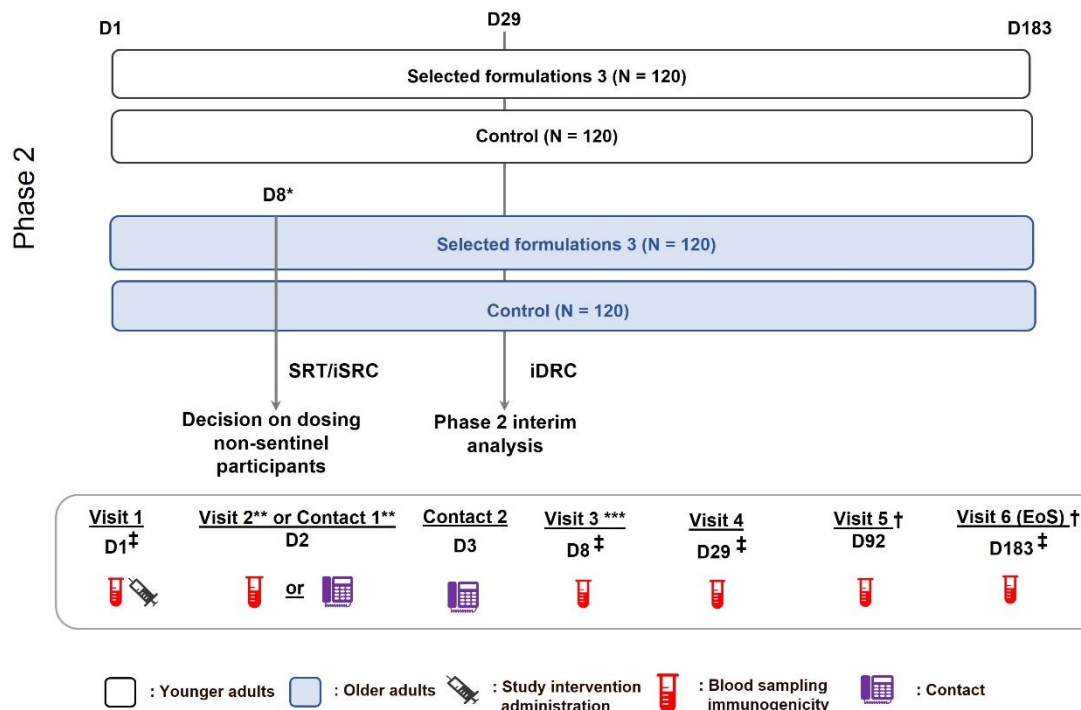 D1 D29 D183
Phase 2
Selected formulations 3 (N = 120)
Control (N = 120)
D8*
Selected formulations 3 (N = 120)
Control (N = 120)
SRT/iSRC iDRC
Decision on dosing
non-sentinel
participants
Phase 2 interim
analysis
Visit 1 Visit 2** or Contact 1** Contact 2 Visit 3 *** Visit 4 Visit 5 † Visit 6 (EoS) †
D1‡ D2 D3 D8 ‡ D29 ‡ D92 D183 ‡
or
: Younger adults : Older adults : Study intervention
administration
: Blood sampling
immunogenicity
: Contact